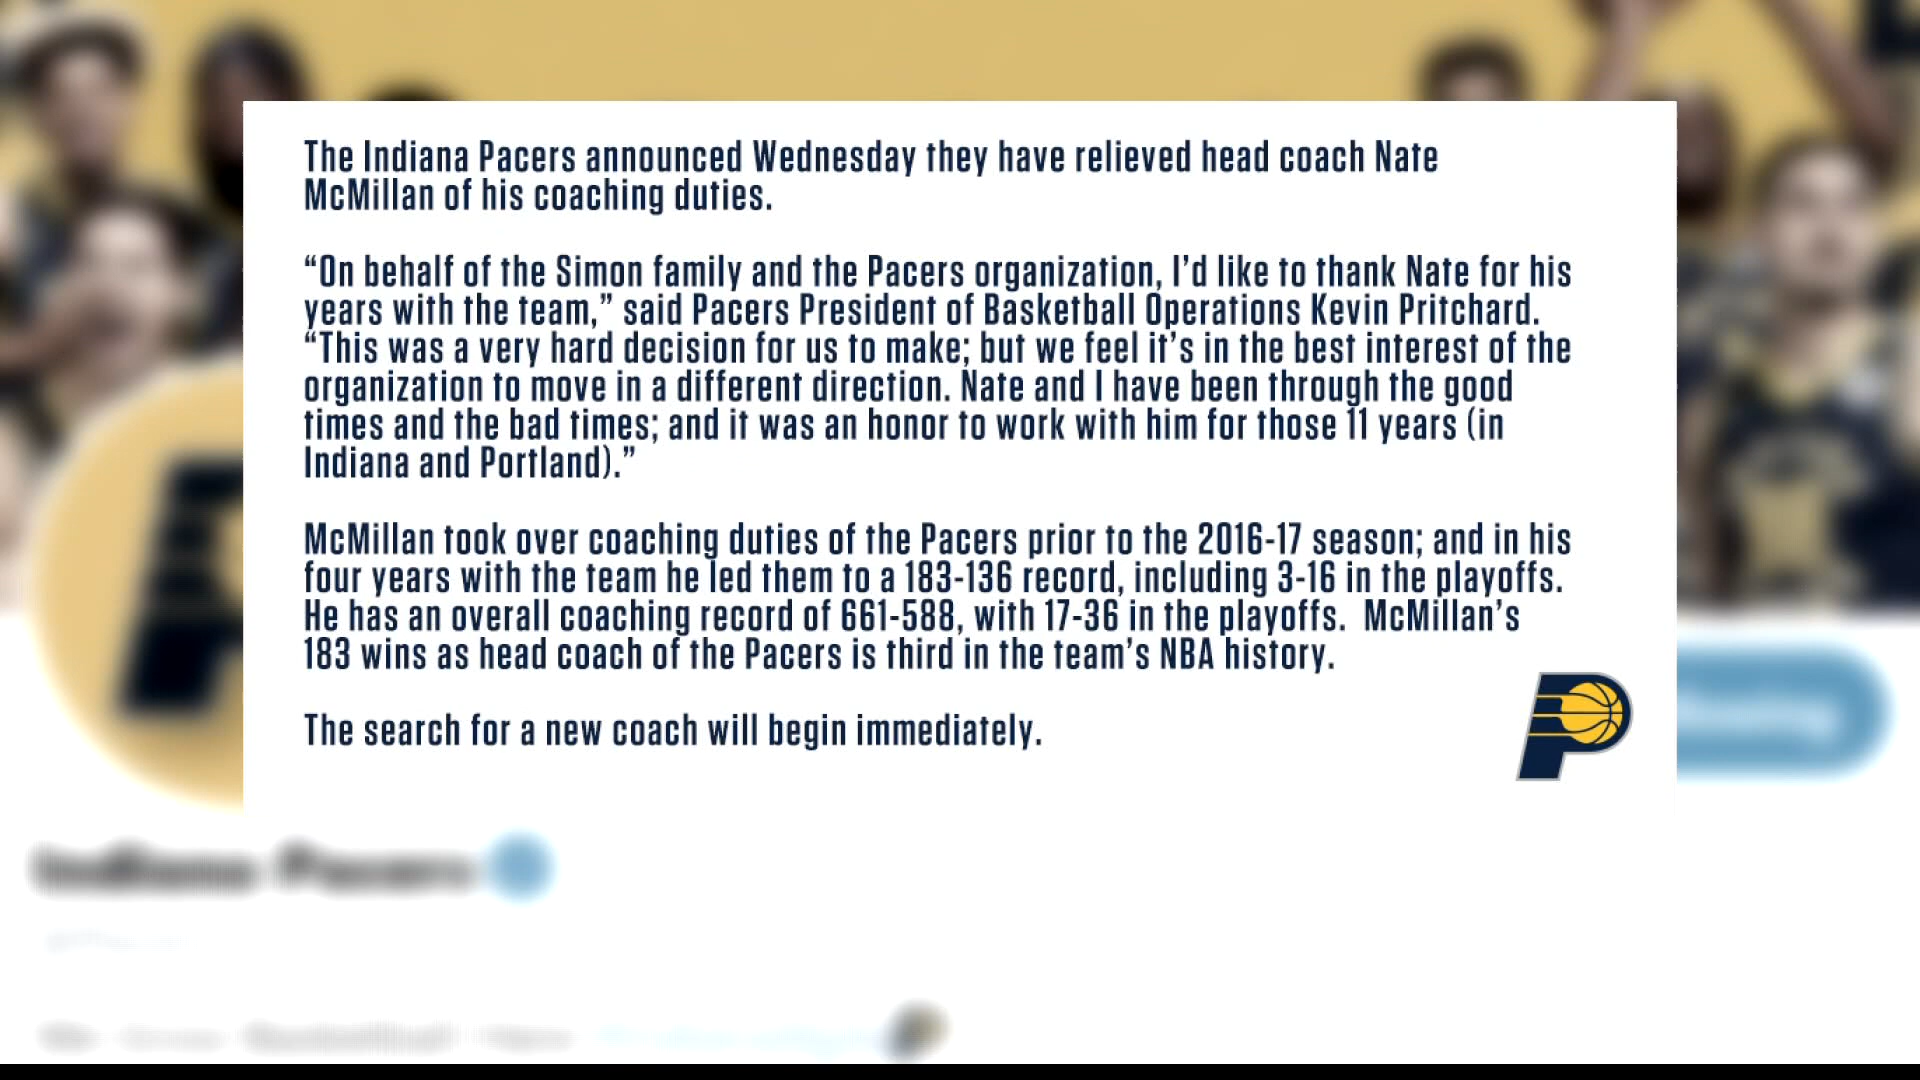 The Indiana Pacers announced Wednesday they have relieved head coach Nate
McMillan of his coaching duties.
“On behalf of the Simon family and the Pacers organization, I’d like to thank Nate for his
years with the team,” said Pacers President of Basketball Operations Kevin Pritchard.
“This was a very hard decision for us to make; but we feel it’s in the best interest of the
organization to move in a different direction. Nate and I have been through the good
times and the bad times; and it was an honor to work with him for those 11 years (in
Indiana and Portland).”
McMillan took over coaching duties of the Pacers prior to the 2016-17 season; and in his
four years with the team he led them to a 183-136 record, including 3-16 in the playoffs.
He has an overall coaching record of 661-588, with 17-36 in the playoffs. McMillan’s
183 wins as head coach of the Pacers is third in the team’s NBA history.
The search for a new coach will begin immediately.
Indiana Pacers